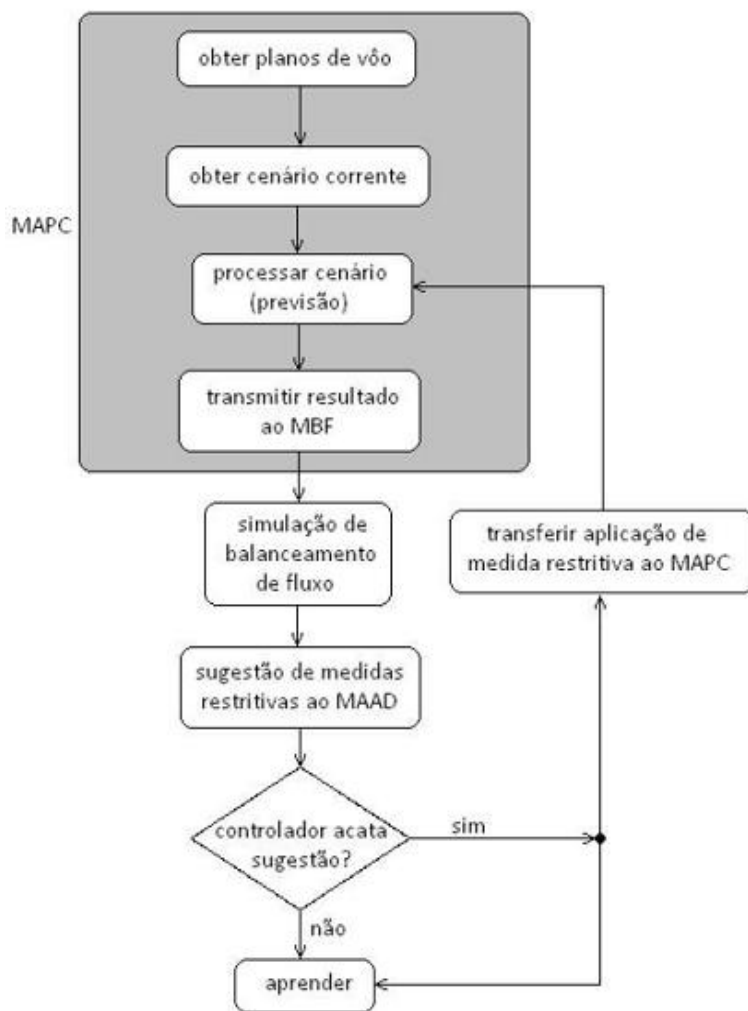 obter planos de vôo
obter cenário corrente
MAPC
processar cenário
(previsão)
transmitir resultado
ao MBF
simulação de
balanceamento
de fluxo
transferir aplicação de
medida restritiva ao MAPC
sugestão de medidas
restritivas ao MAAD
controlador acata
sugestão?
sim
não
aprender